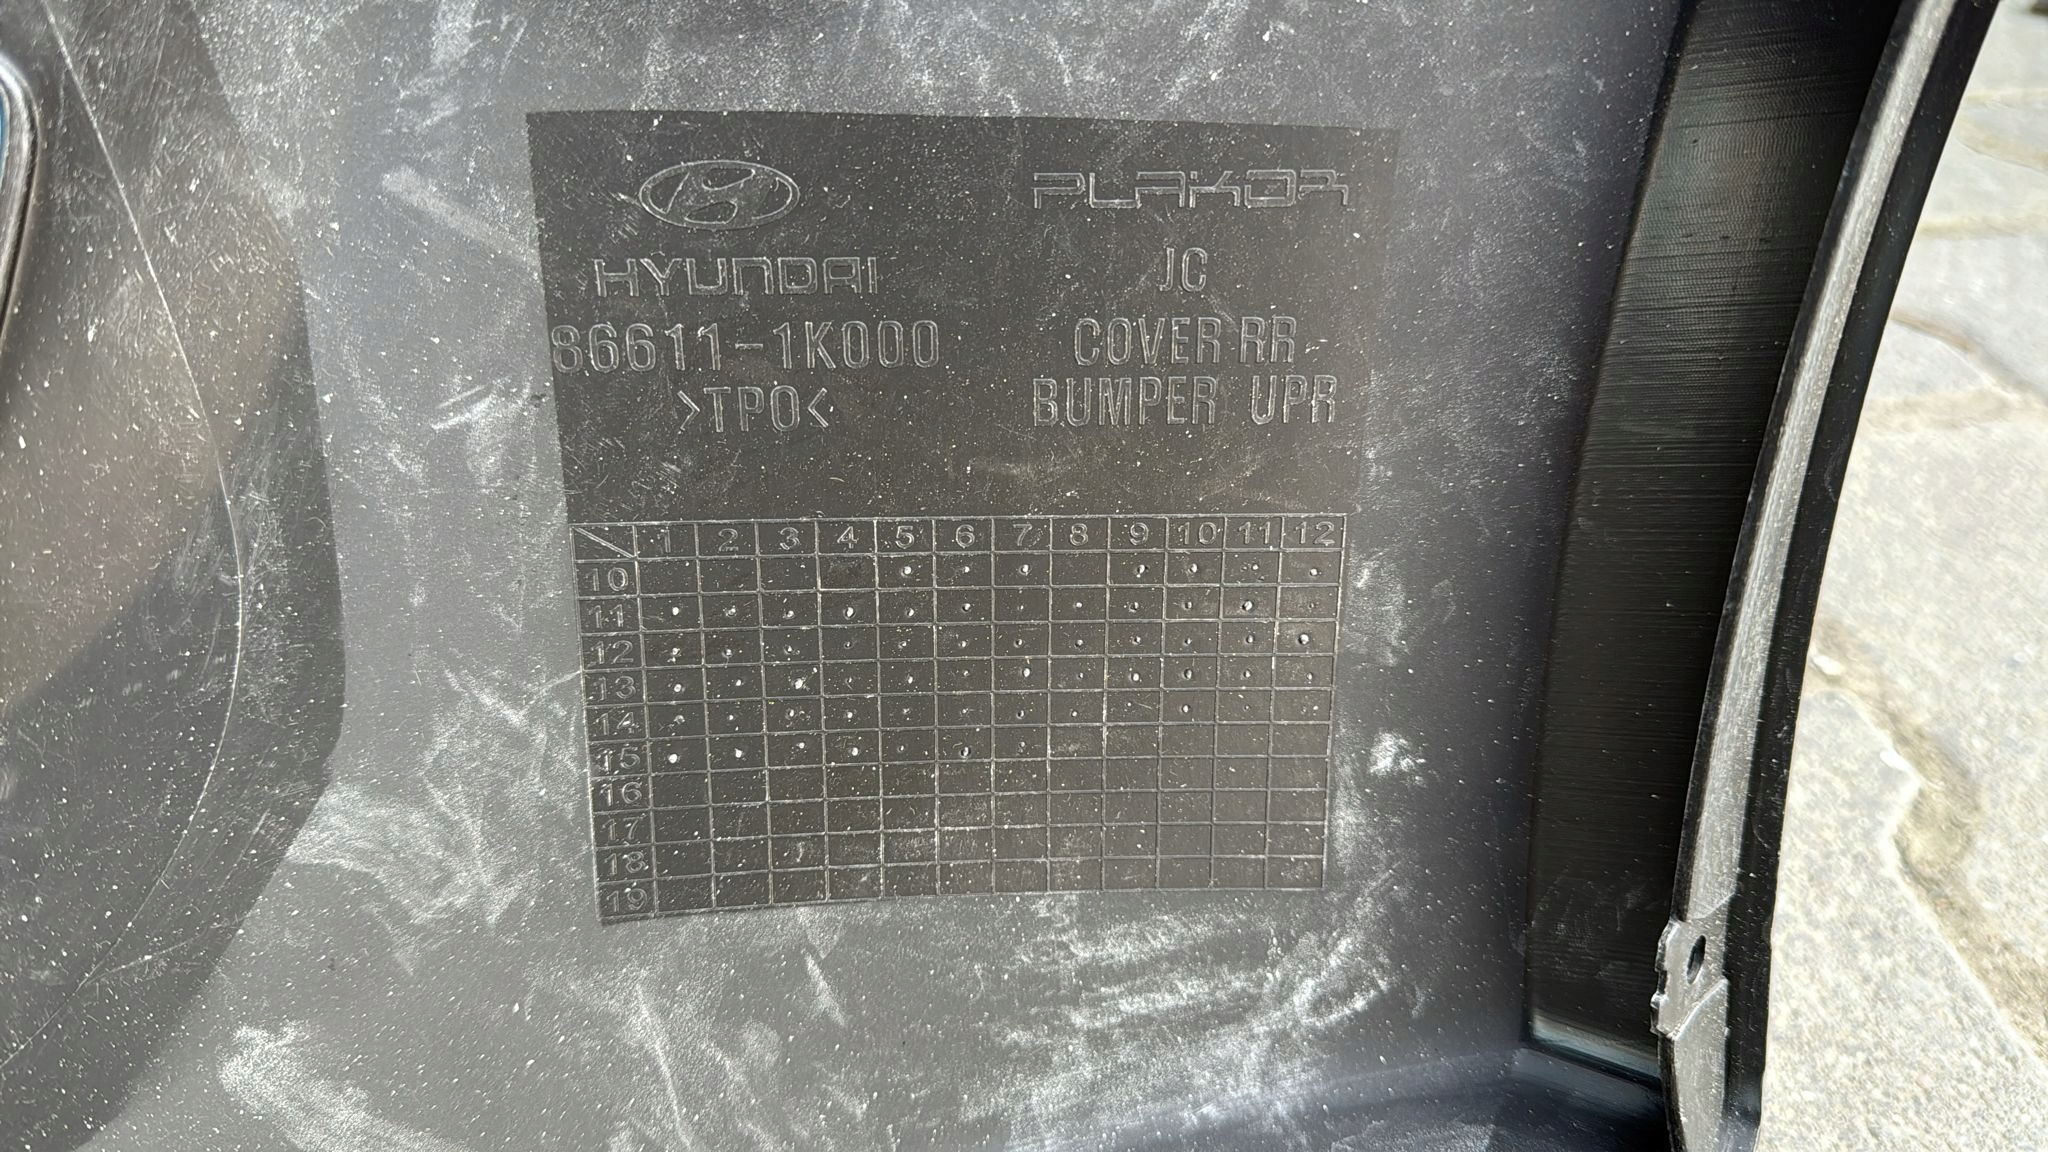 HYUNDAI
86611-1K000
>TPO<
PLAKOR
JC
COVER RR
BUMPER UPR
1 2 3 4 5 6 7 8 9 10 11 12
10
11
12
13
14
15
16
17
18
19